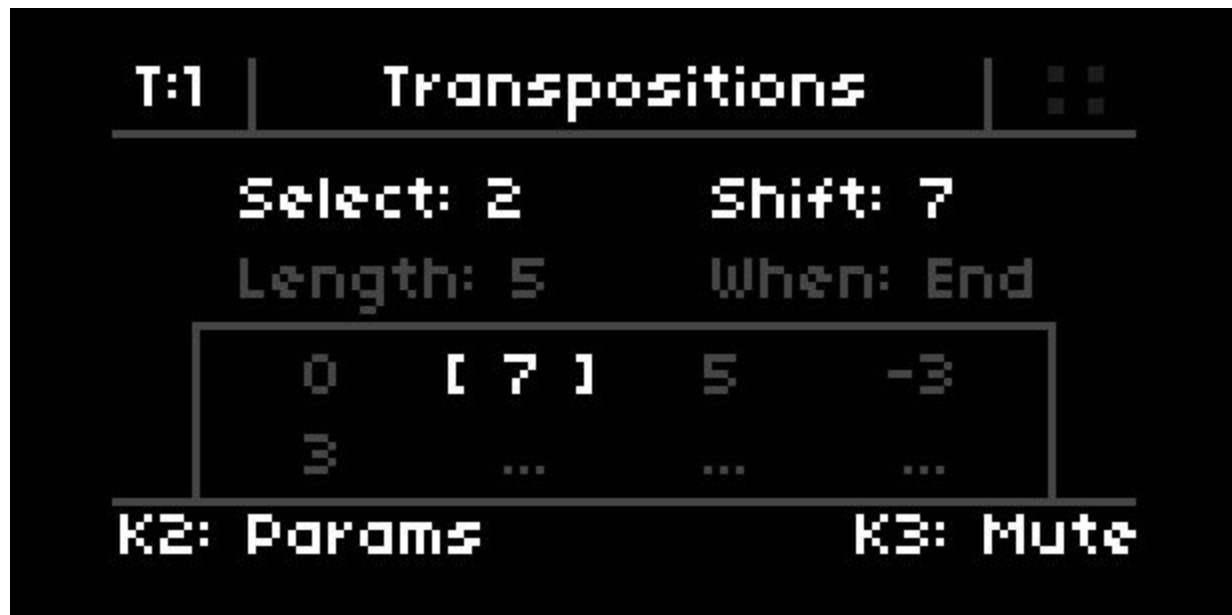 T:1 Transpositions
Select: 2 Shift: 7
Length: 5 When: End
0 [ 7 ] 5 -3
3 ... ... ...
K2: Params K3: Mute